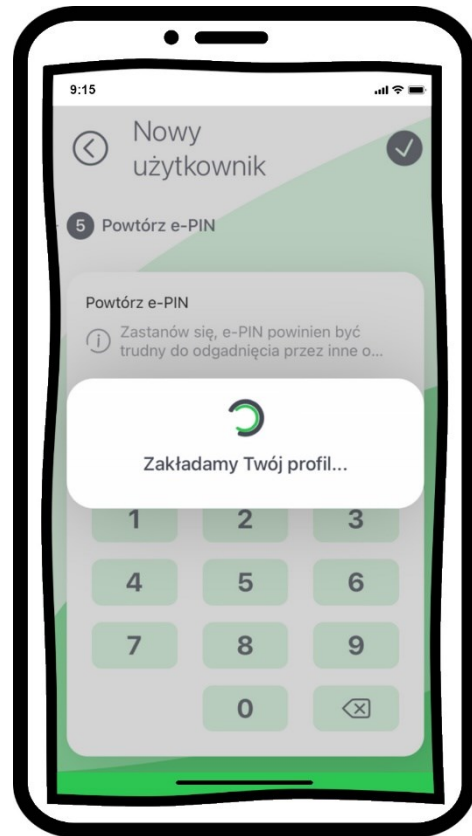 9:15
Nowy
użytkownik
5 Powtórz e-PIN
Powtórz e-PIN
Zastanów się, e-PIN powinien być
trudny do odgadnięcia przez inne o...
Zakładamy Twój profil...
1 2 3
4 5 6
7 8 9
0